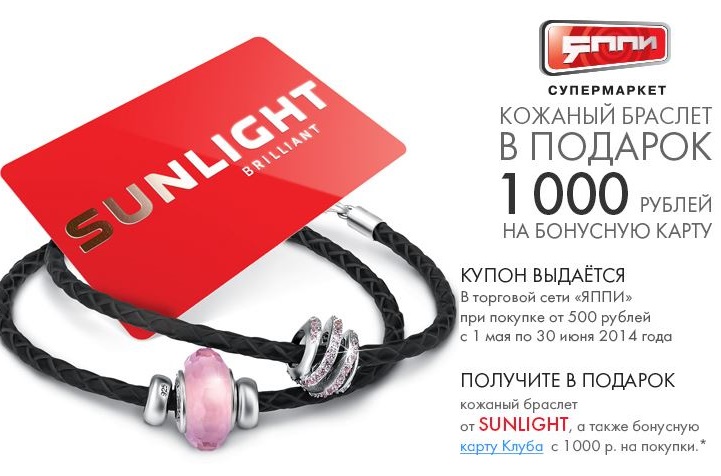 SUNLIGHT
BRILLIANT
ЯППИ
СУПЕРМАРКЕТ
КОЖАНЫЙ БРАСЛЕТ
В ПОДАРОК
1 000 РУБЛЕЙ
НА БОНУСНУЮ КАРТУ
КУПОН ВЫДАЁТСЯ
В торговой сети «ЯППИ»
при покупке от 500 рублей
с 1 мая по 30 июня 2014 года
ПОЛУЧИТЕ В ПОДАРОК
кожаный браслет
от SUNLIGHT, а также бонусную
карту Клуба с 1000 р. на покупки.*